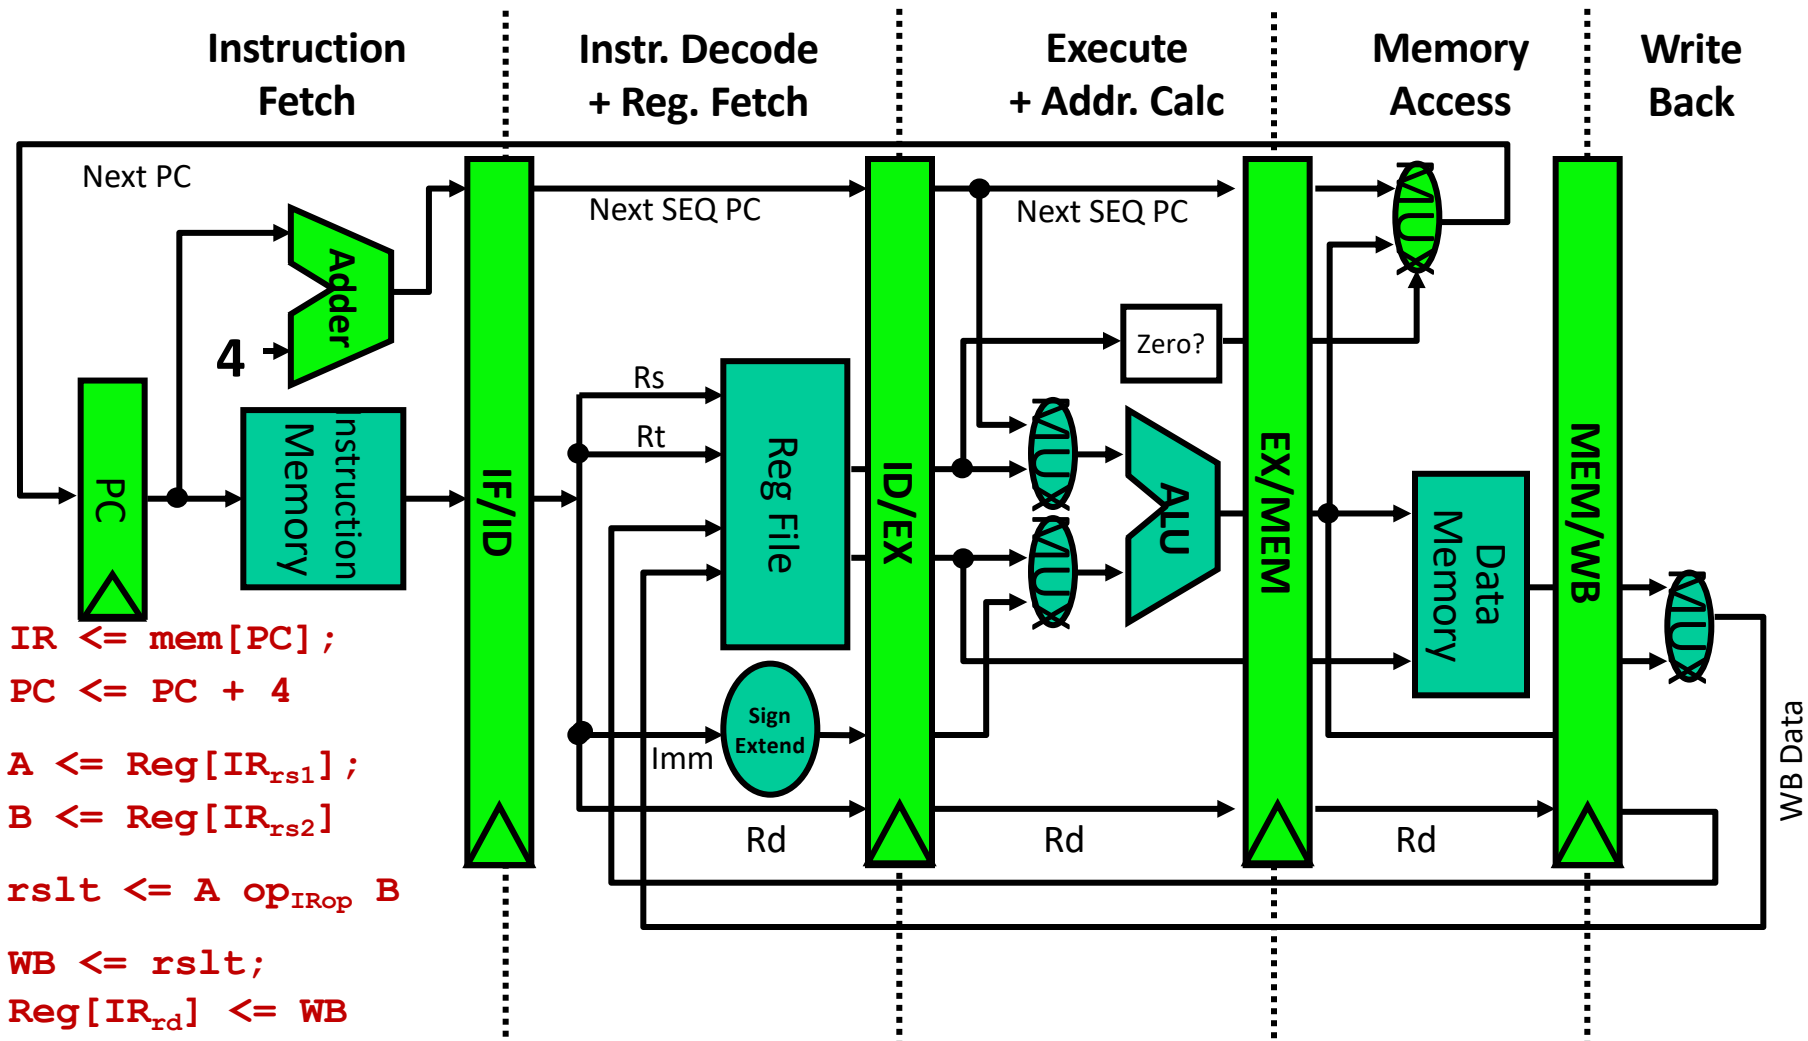 Instruction
Fetch
Instr. Decode
+ Reg. Fetch
Execute
+ Addr. Calc
Memory
Access
Write
Back
Next PC
Next SEQ PC
Next SEQ PC
MUX
Adder
4
Zero?
Rs
Rt
PC
Instruction
Memory
IF/ID
Reg File
ID/EX
MUX
MUX
ALU
EX/MEM
Data
Memory
MEM/WB
MUX
Sign
Extend
Imm
WB Data
Rd
Rd
Rd
IR <= mem[PC];
PC <= PC + 4
A <= Reg[IRrs1];
B <= Reg[IRrs2]
rslt <= A opIRop B
WB <= rslt;
Reg[IRrd] <= WB